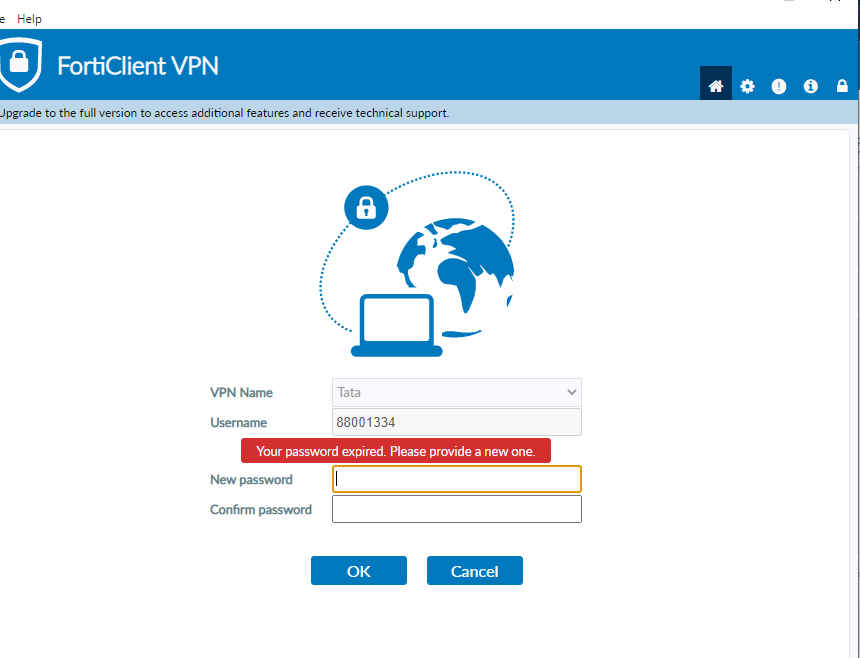 e Help
FortiClient VPN
Upgrade to the full version to access additional features and receive technical support.
VPN Name Tata
Username 88001334
Your password expired. Please provide a new one.
New password
Confirm password
OK Cancel